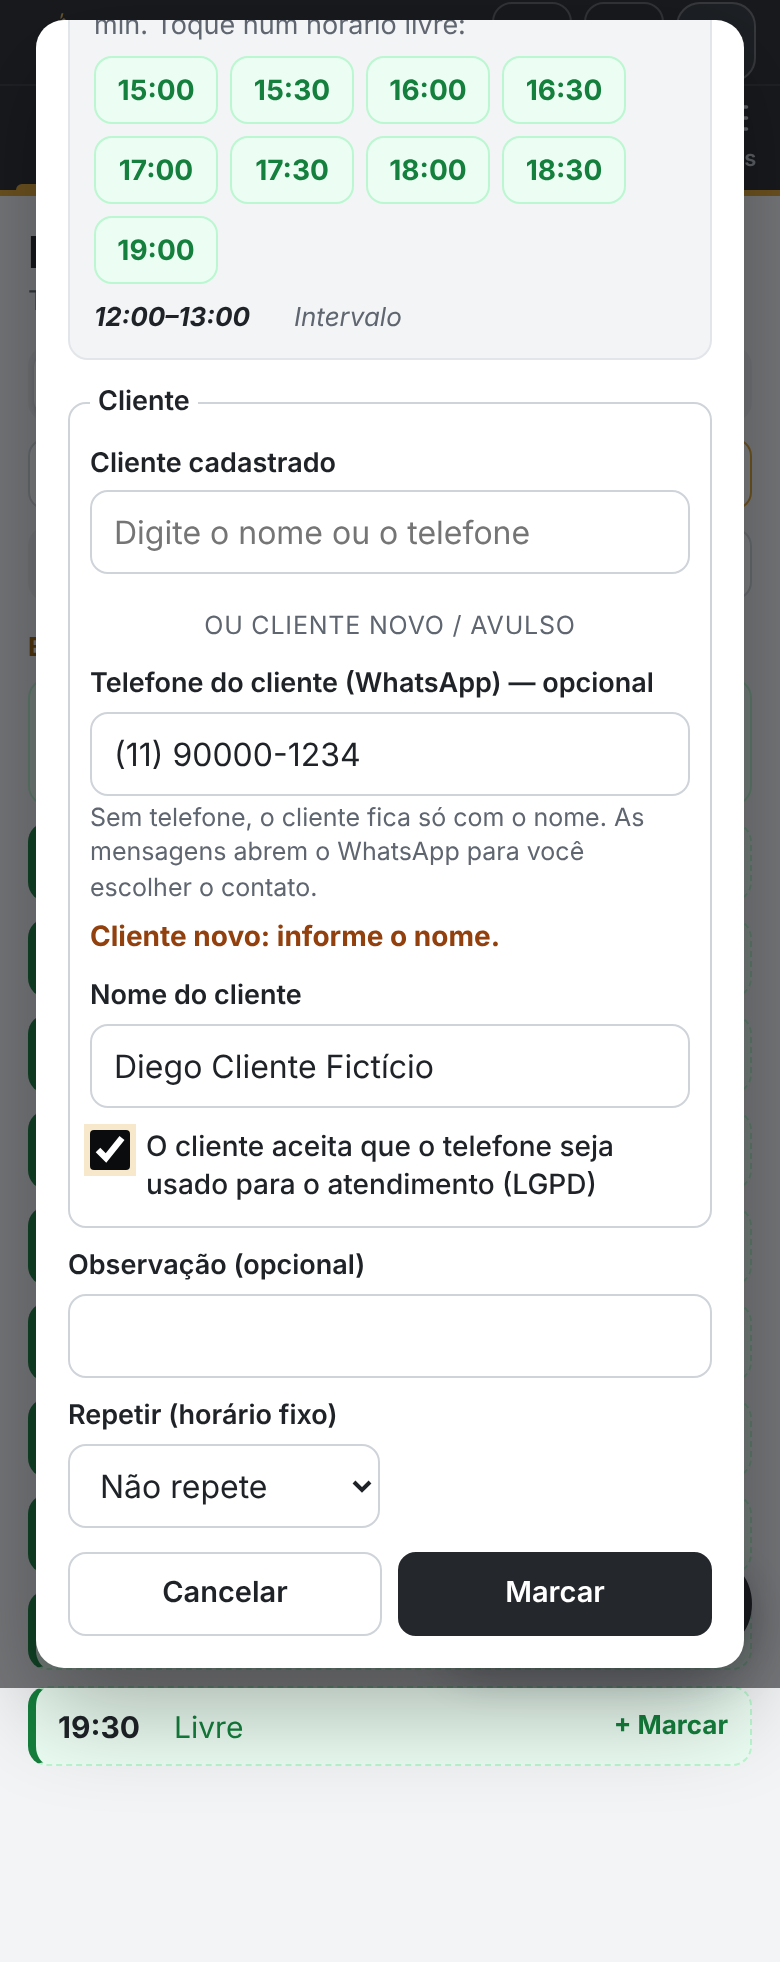 min. Toque num horário livre:
15:00 15:30 16:00 16:30
17:00 17:30 18:00 18:30
19:00
12:00–13:00 Intervalo
Cliente
Cliente cadastrado
Digite o nome ou o telefone
OU CLIENTE NOVO / AVULSO
Telefone do cliente (WhatsApp) — opcional
(11) 90000-1234
Sem telefone, o cliente fica só com o nome. As
mensagens abrem o WhatsApp para você
escolher o contato.
Cliente novo: informe o nome.
Nome do cliente
Diego Cliente Fictício
O cliente aceita que o telefone seja
usado para o atendimento (LGPD)
Observação (opcional)
Repetir (horário fixo)
Não repete
Cancelar Marcar
19:30 Livre + Marcar